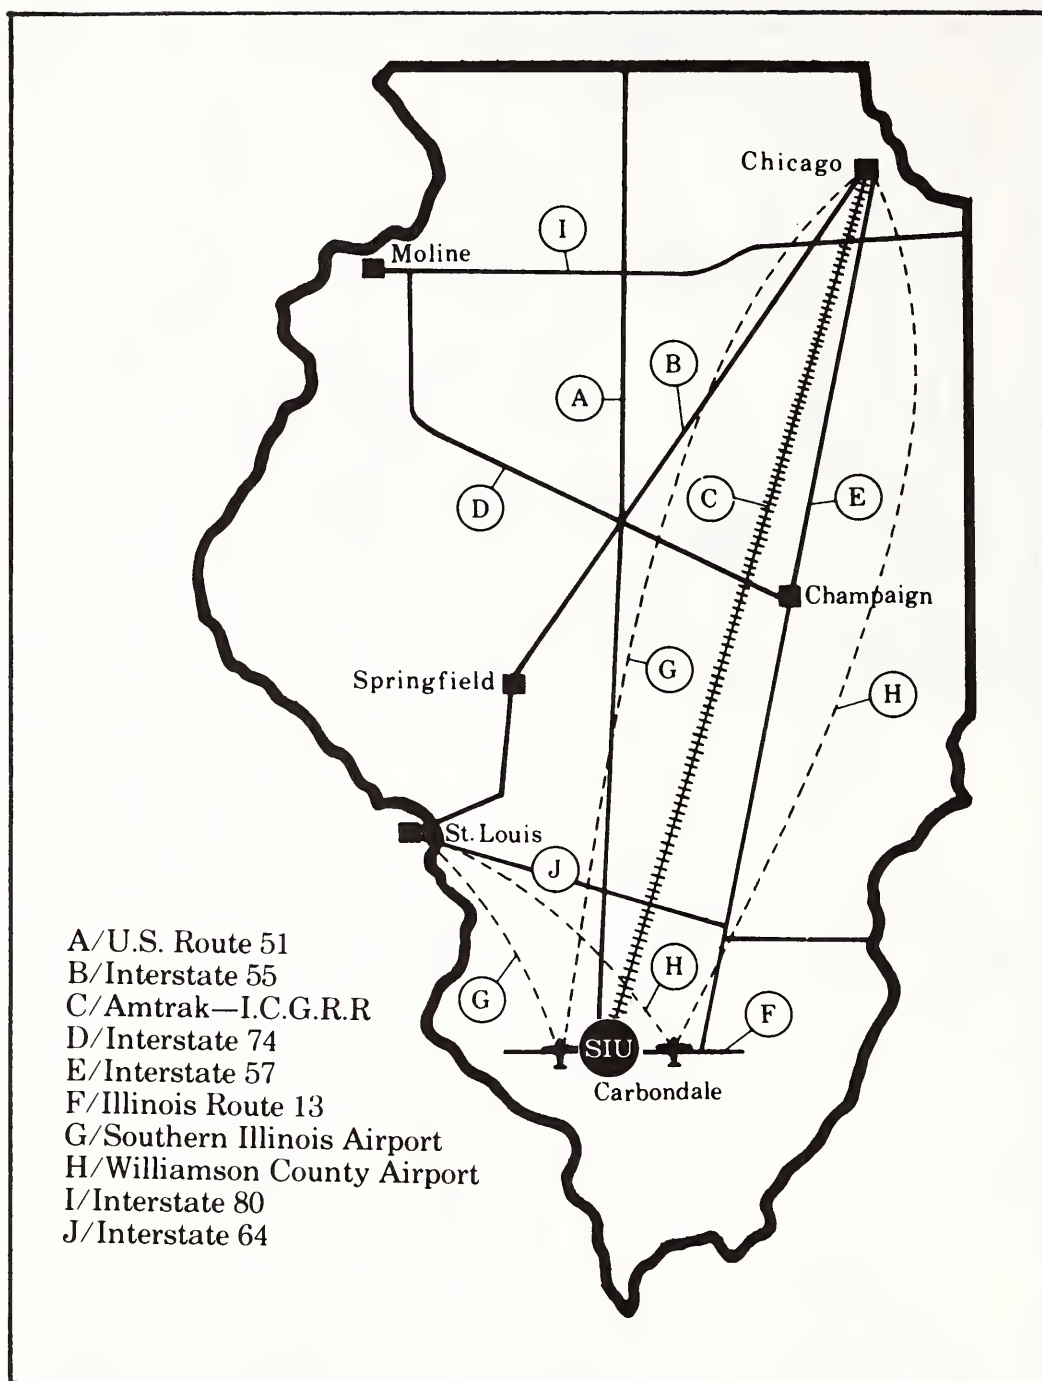 Chicago
I
Moline
B
A
C
E
D
Champaign
G
Springfield
H
St. Louis
J
A/U.S. Route 51
B/Interstate 55
C/Amtrak—I.C.G.R.R
D/Interstate 74
E/Interstate 57
F/Illinois Route 13
G/Southern Illinois Airport
H/Williamson County Airport
I/Interstate 80
J/Interstate 64
H
G
F
SIU
Carbondale